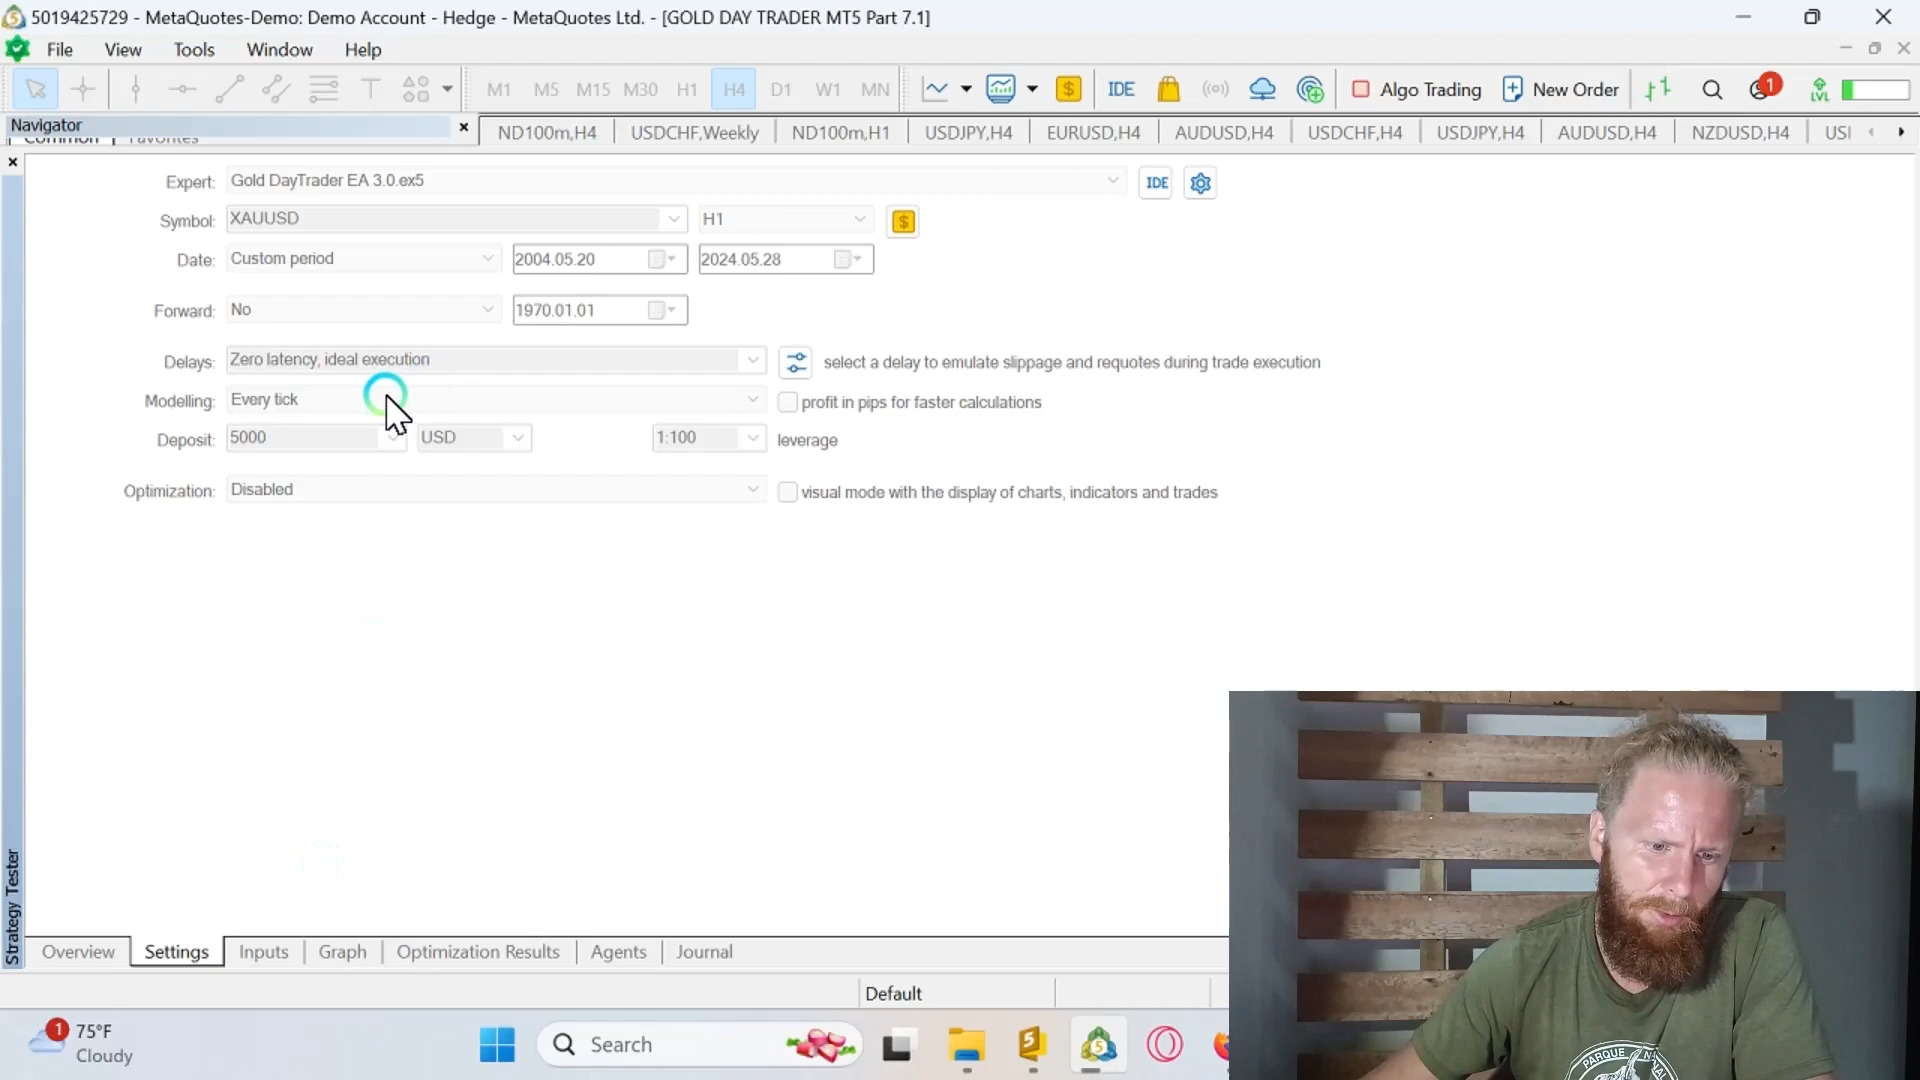 5019425729 - MetaQuotes-Demo: Demo Account - Hedge - MetaQuotes Ltd. - [GOLD DAY TRADER MT5 Part 7.1]
File View Tools Window Help
M1 M5 M15 M30 H1 H4 D1 W1 MN IDE Algo Trading New Order LVL 1
Navigator
Common Favorites
ND100m,H4 USDCHF,Weekly ND100m,H1 USDJPY,H4 EURUSD,H4 AUDUSD,H4 USDCHF,H4 USDJPY,H4 AUDUSD,H4 NZDUSD,H4 USI
Expert: Gold DayTrader EA 3.0.ex5 IDE
Symbol: XAUUSD H1 $
Date: Custom period 2004.05.20 2024.05.28
Forward: No 1970.01.01
Delays: Zero latency, ideal execution select a delay to emulate slippage and requotes during trade execution
Modelling: Every tick profit in pips for faster calculations
Deposit: 5000 USD 1:100 leverage
Optimization: Disabled visual mode with the display of charts, indicators and trades
Strategy Tester
Overview Settings Inputs Graph Optimization Results Agents Journal
Default
1 75°F
Cloudy
Search
PARQUE